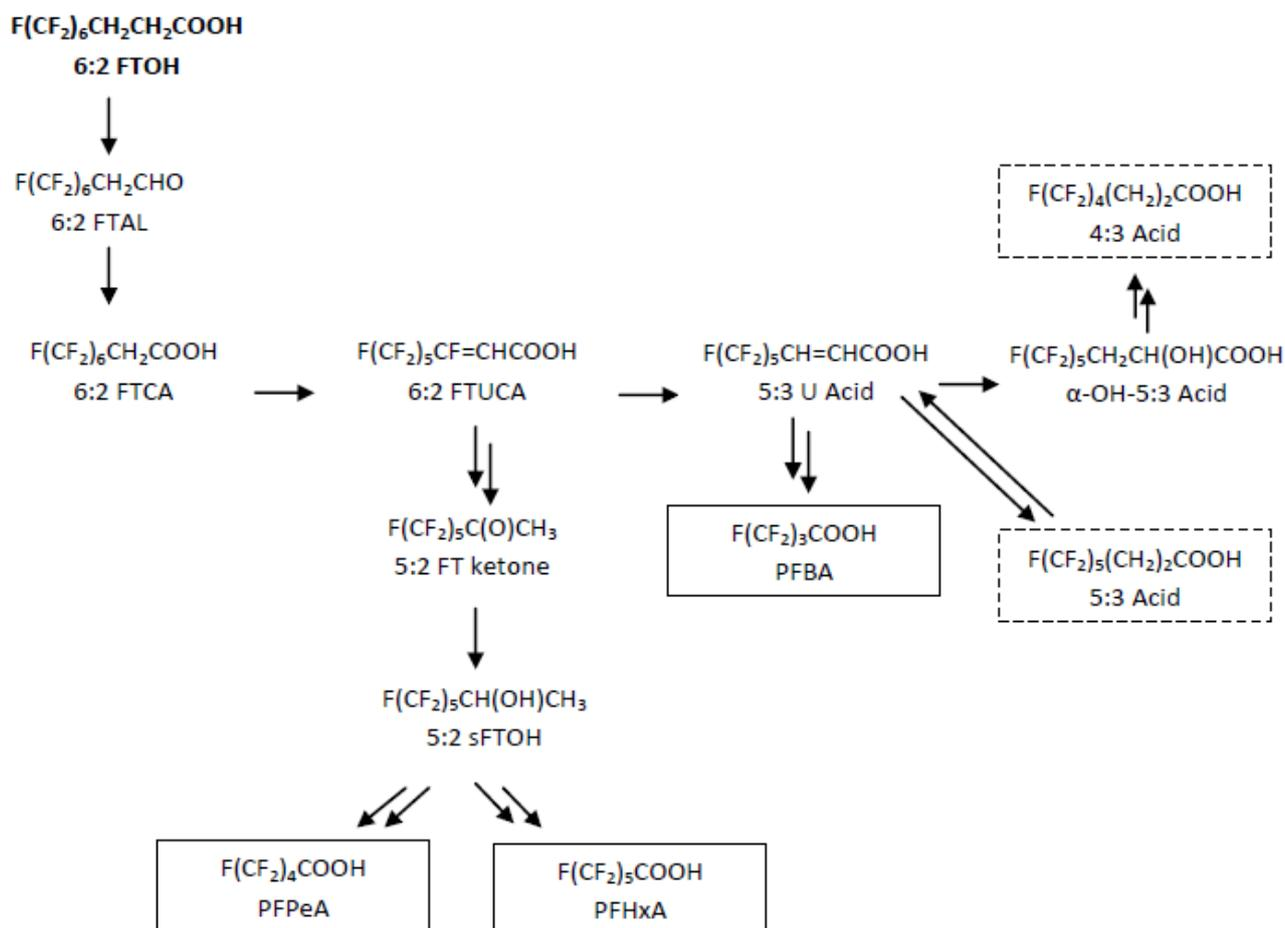 F(CF₂)₆CH₂CH₂COOH
6:2 FTOH
F(CF₂)₆CH₂CHO
6:2 FTAL
F(CF₂)₄(CH₂)₂COOH
4:3 Acid
F(CF₂)₆CH₂COOH
6:2 FTCA
F(CF₂)₅CF=CHCOOH
6:2 FTUCA
F(CF₂)₅CH=CHCOOH
5:3 U Acid
F(CF₂)₅CH₂CH(OH)COOH
α-OH-5:3 Acid
F(CF₂)₅C(O)CH₃
5:2 FT ketone
F(CF₂)₃COOH
PFBA
F(CF₂)₅(CH₂)₂COOH
5:3 Acid
F(CF₂)₅CH(OH)CH₃
5:2 sFTOH
F(CF₂)₄COOH
PFPeA
F(CF₂)₅COOH
PFHxA